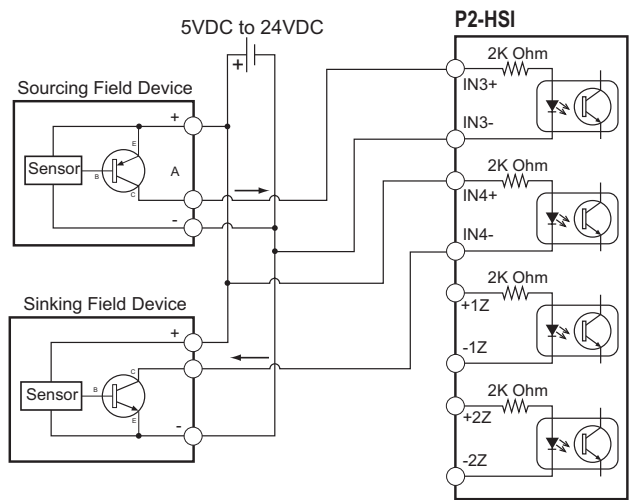 P2-HSI
5VDC to 24VDC
+
Sourcing Field Device
+
E
Sensor
B
A
C
-
Sinking Field Device
+
C
Sensor
B
E
-
2K Ohm
IN3+
IN3-
2K Ohm
IN4+
IN4-
2K Ohm
+1Z
-1Z
2K Ohm
+2Z
-2Z